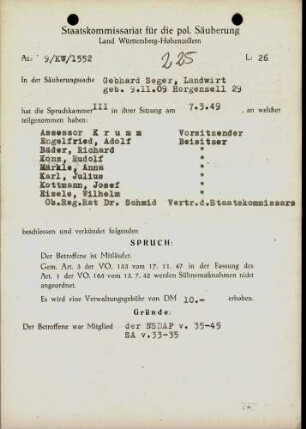 Staatskommissariat für die pol. Säuberung
Land Württemberg-Hohenzollern
Az.: 9/KW/1552 225 L: 26
In der Säuberungssache Gebhard Seger, Landwirt
geb. 9.11.09 Horgenzell 29
hat die Spruchkammer III in ihrer Sitzung am 7.3.49, an welcher
teilgenommen haben:
Assessor K r u m m Vorsitzender
Engelfried, Adolf Beisitzer
Bäder, Richard "
Konz, Rudolf "
Märkle, Anna "
Karl, Julius "
Kottmann, Josef "
Eisele, Wilhelm "
Ob.Reg.Rat Dr. Schmid Vertr.d.Staatskommissars
beschlossen und verkündet folgenden
SPRUCH:
Der Betroffene ist Mitläufer.
Gem. Art. 3 der VO. 133 vom 17. 11. 47 in der Fassung des
Art. 1 der VO. 165 vom 13. 7. 48 werden Sühnemaßnahmen nicht
angeordnet.
Es wird eine Verwaltungsgebühr von DM 10.- erhoben.
Gründe:
Der Betroffene war Mitglied der NSDAP v. 35-45
SA v.33-35